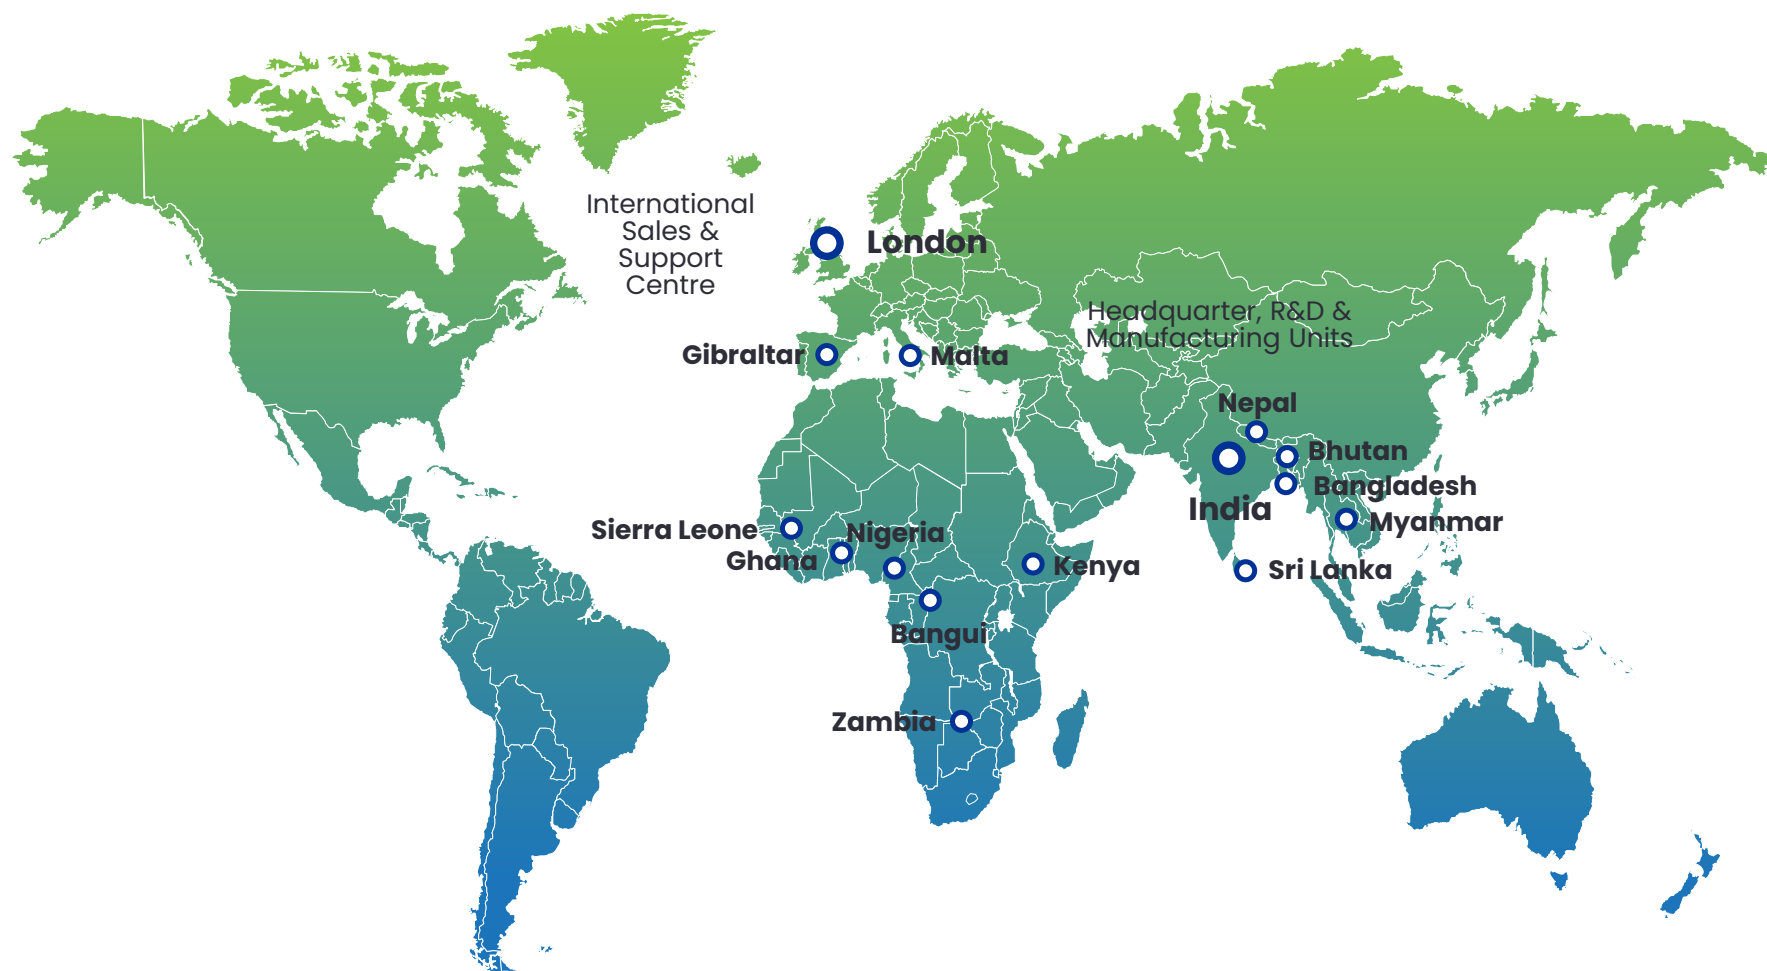 International
Sales &
Support
Centre
London
Headquarter, R&D &
Manufacturing Units
Gibraltar
Malta
Nepal
Bhutan
Bangladesh
India
Myanmar
Sierra Leone
Nigeria
Ghana
Kenya
Sri Lanka
Bangui
Zambia